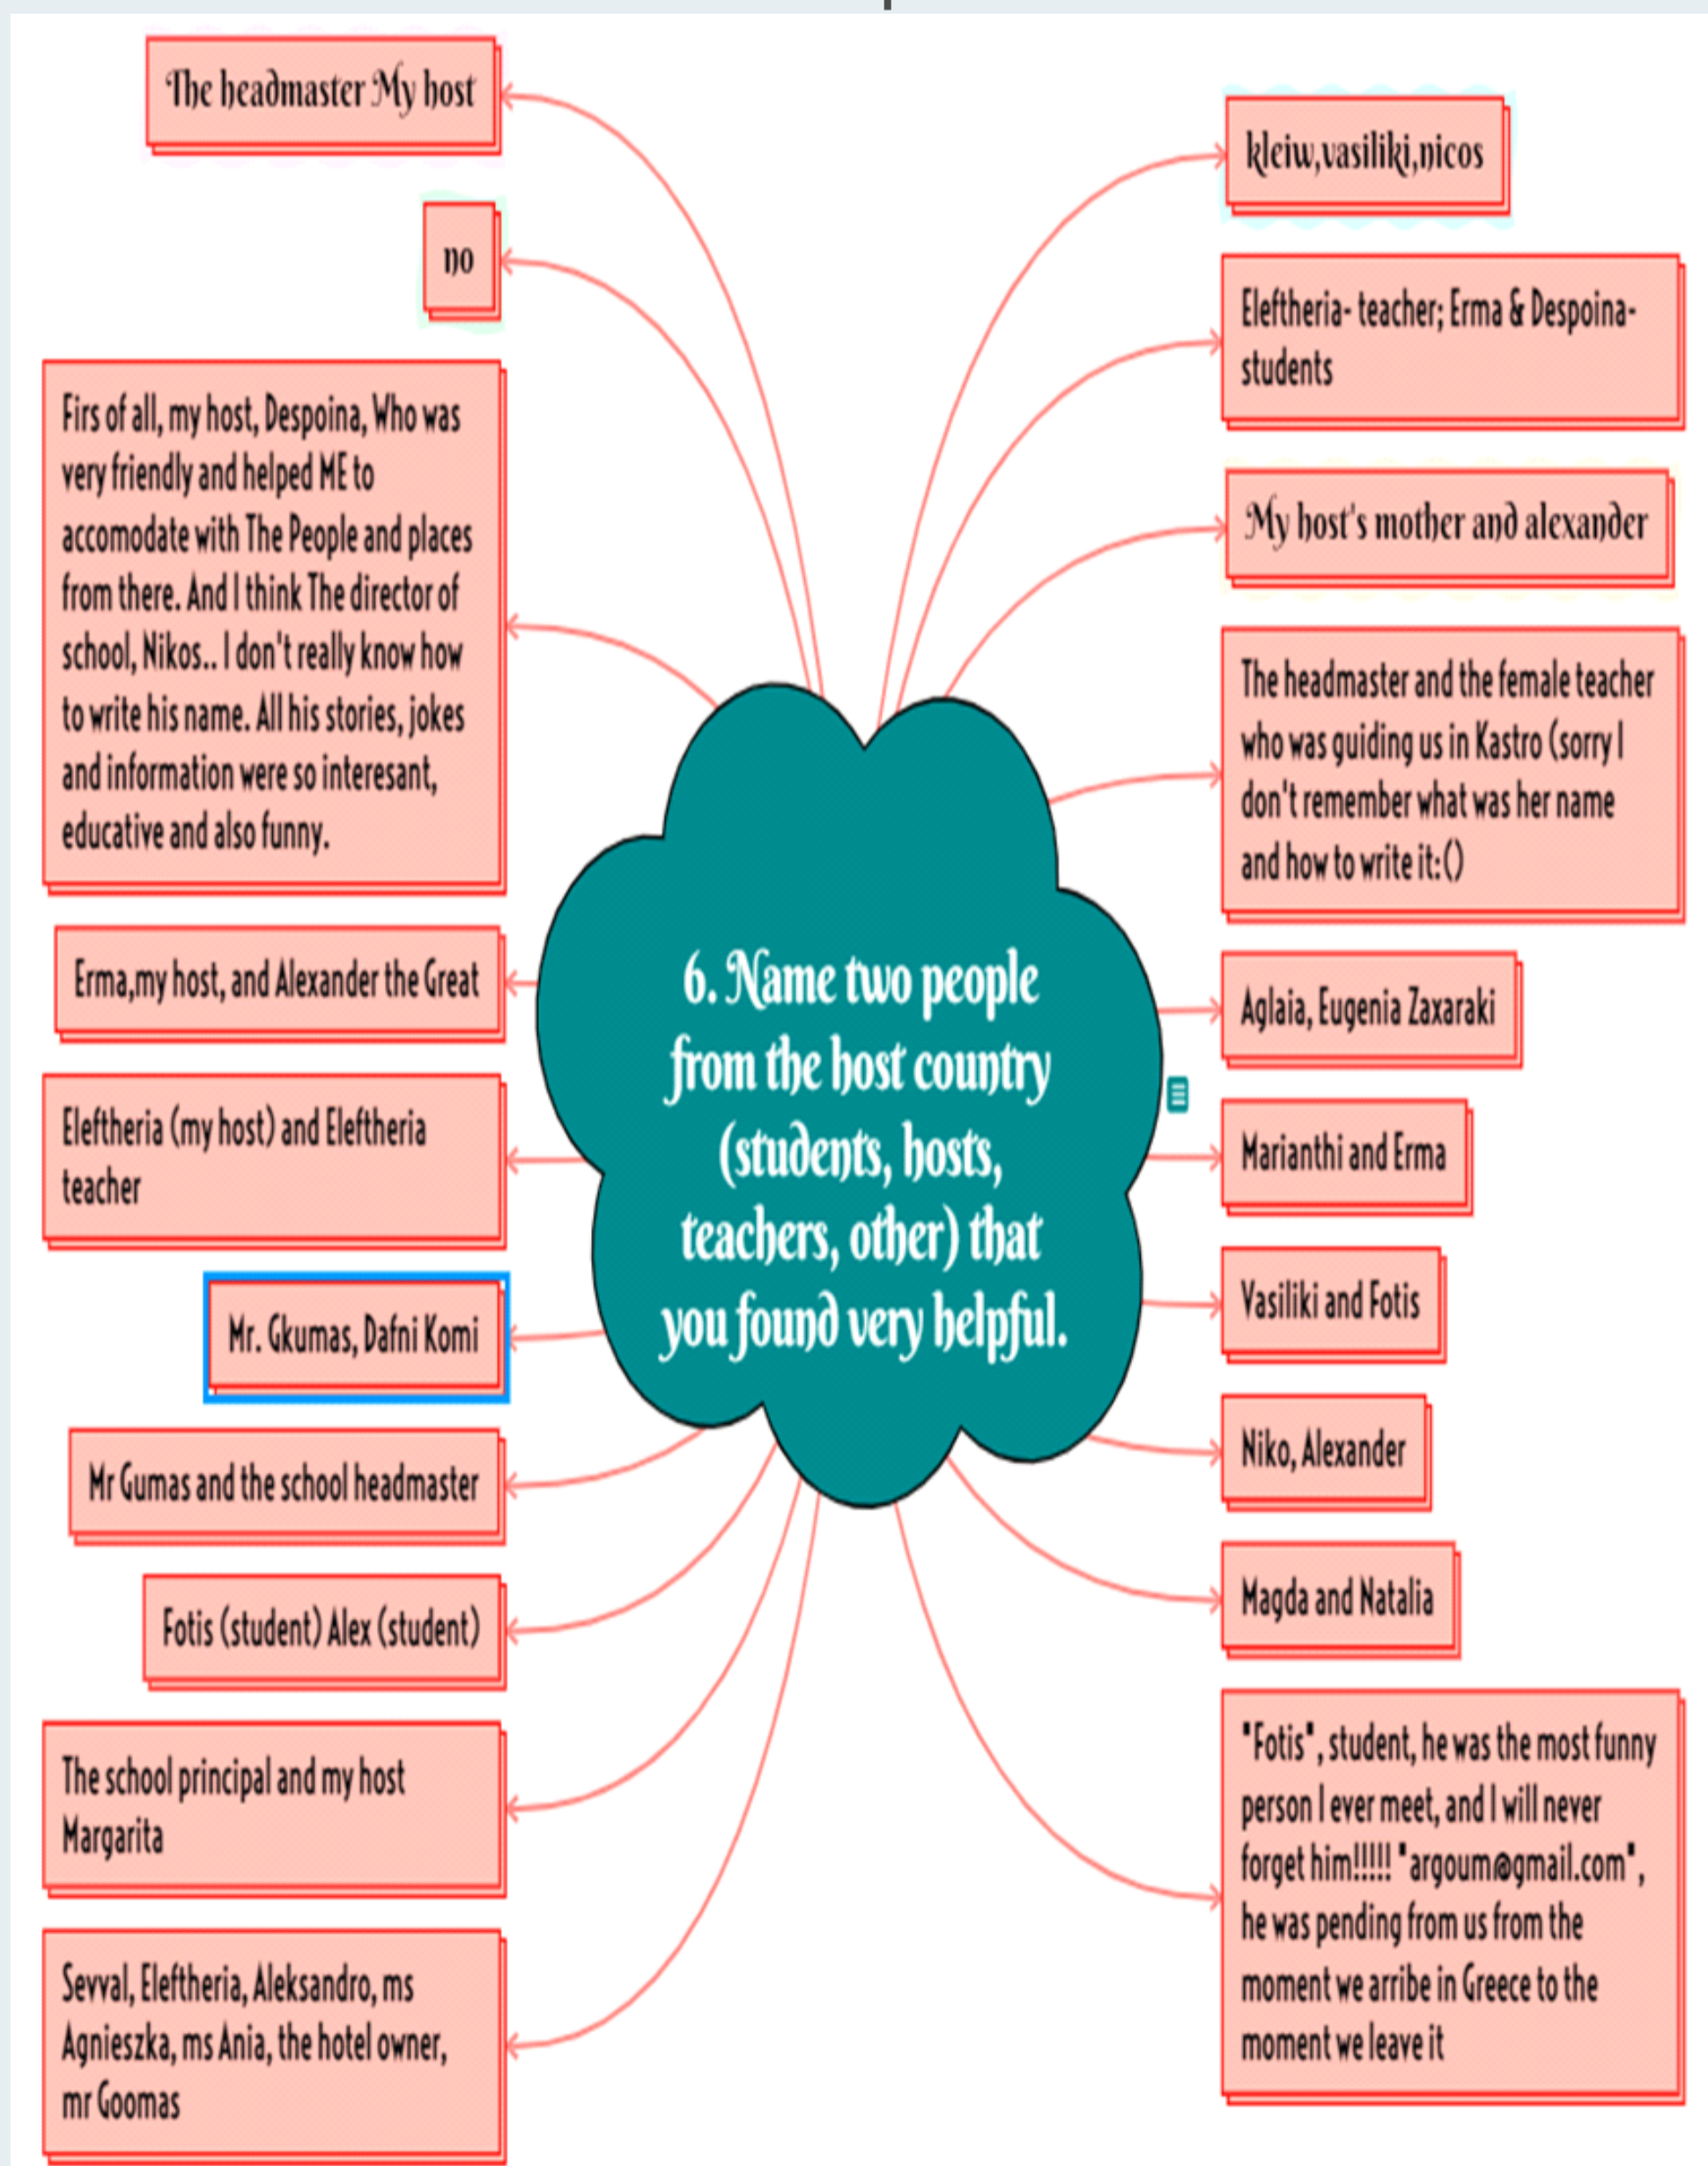 The headmaster My host
no
Firs of all, my host, Despoina, Who was
very friendly and helped ME to
accomodate with The People and places
from there. And I think The director of
school, Nikos.. I don't really know how
to write his name. All his stories, jokes
and information were so interesant,
educative and also funny.
Erma,my host, and Alexander the Great
Eleftheria (my host) and Eleftheria
teacher
Mr. Gkumas, Dafni Komi
Mr Gumas and the school headmaster
Fotis (student) Alex (student)
The school principal and my host
Margarita
Sevval, Eleftheria, Aleksandro, ms
Agnieszka, ms Ania, the hotel owner,
mr Goomas
6. Name two people
from the host country
(students, hosts,
teachers, other) that
you found very helpful.
kleiw,vasiliki,nicos
Eleftheria- teacher; Erma & Despoina-
students
My host's mother and alexander
The headmaster and the female teacher
who was guiding us in Kastro (sorry I
don't remember what was her name
and how to write it:()
Aglaia, Eugenia Zaxaraki
Marianthi and Erma
Vasiliki and Fotis
Niko, Alexander
Magda and Natalia
"Fotis", student, he was the most funny
person I ever meet, and I will never
forget him!!!!! "argoum@gmail.com",
he was pending from us from the
moment we arribe in Greece to the
moment we leave it